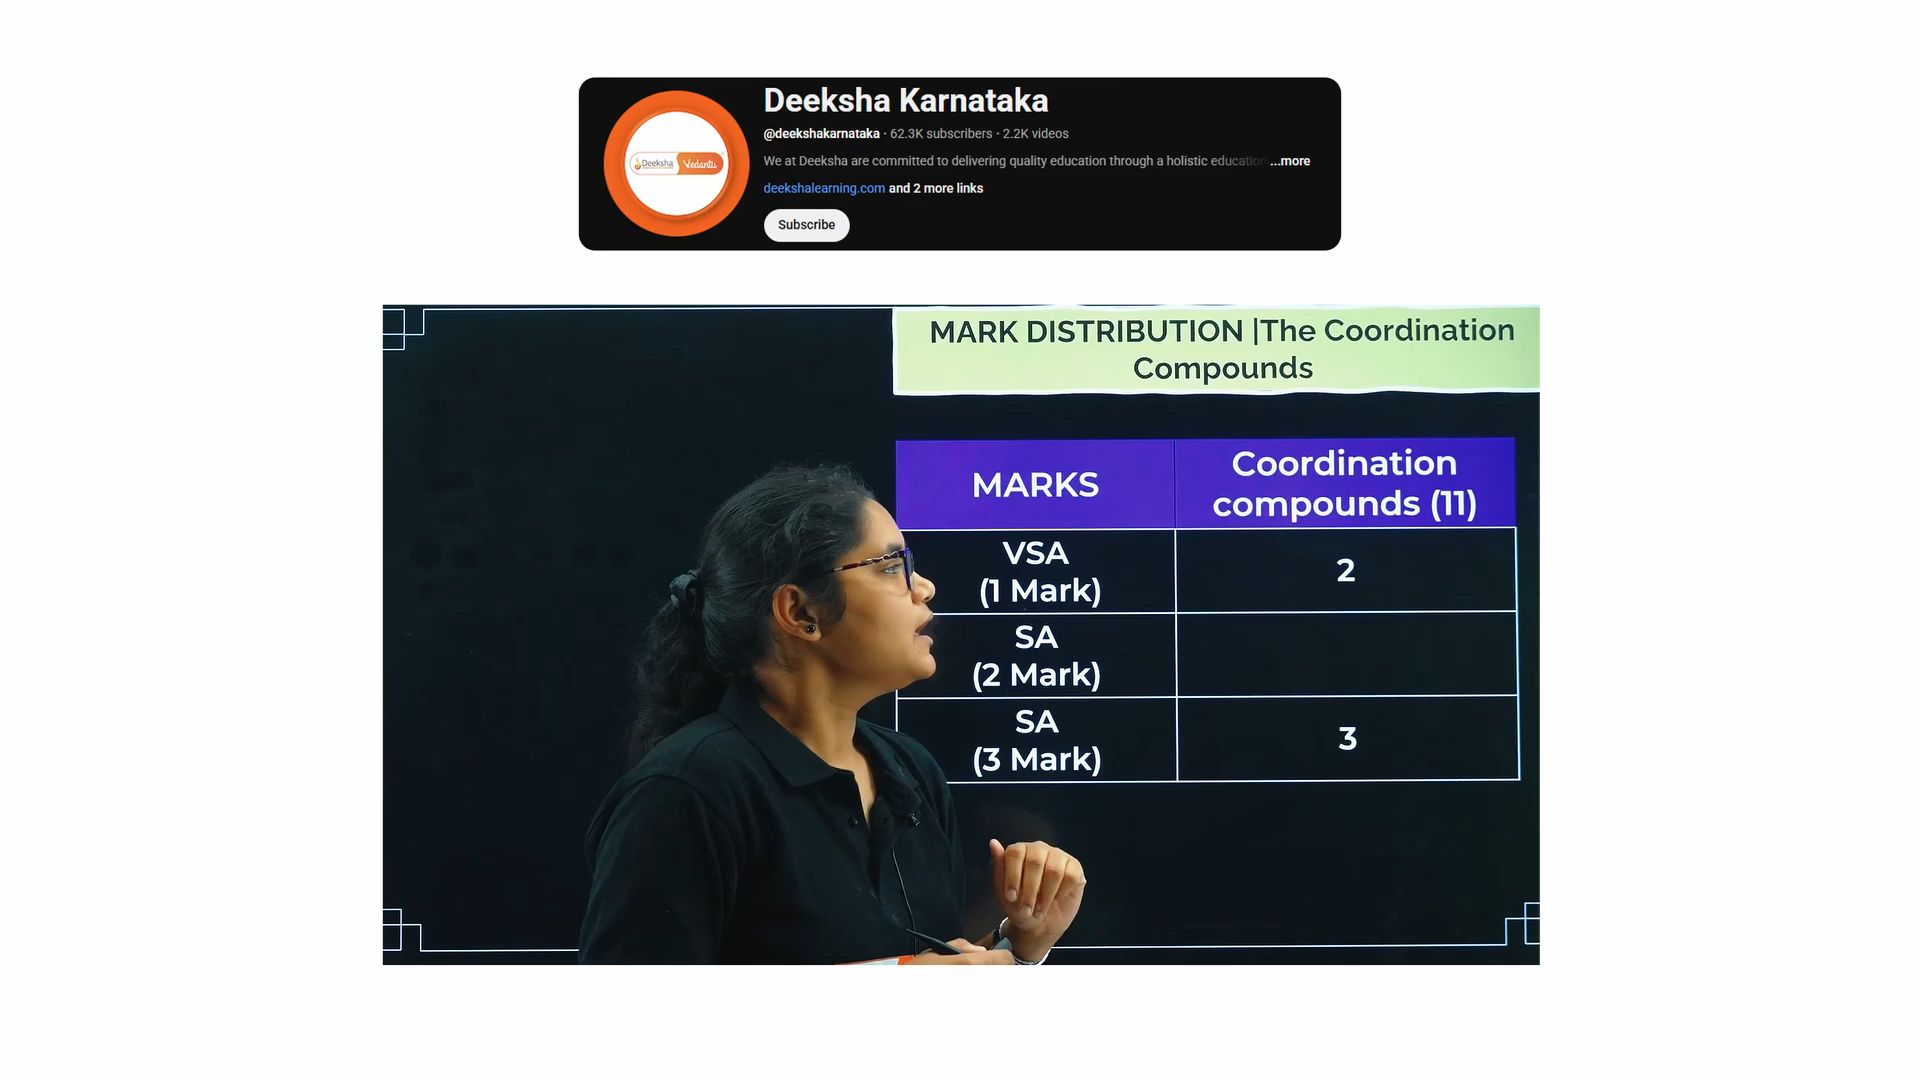 Deeksha Karnataka
@deekshakarnataka · 62.3K subscribers · 2.2K videos
We at Deeksha are committed to delivering quality education through a holistic education ...more
deekshalearning.com and 2 more links
Subscribe
Deeksha Vedantu
MARK DISTRIBUTION |The Coordination
Compounds
MARKS
Coordination
compounds (11)
VSA
(1 Mark)
2
SA
(2 Mark)
SA
(3 Mark)
3